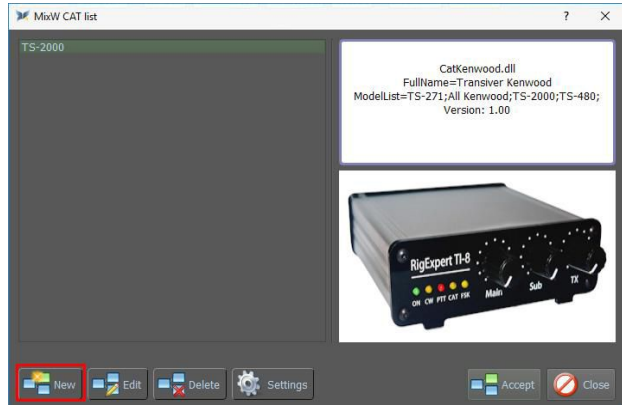 MixW CAT list
?
TS-2000
CatKenwood.dll
FullName=Transiver Kenwood
ModelList=TS-271;All Kenwood;TS-2000;TS-480;
Version: 1.00
RigExpert TI-8
ON CW PTT CAT FSK
Main Sub TX
New Edit Delete Settings Accept Close